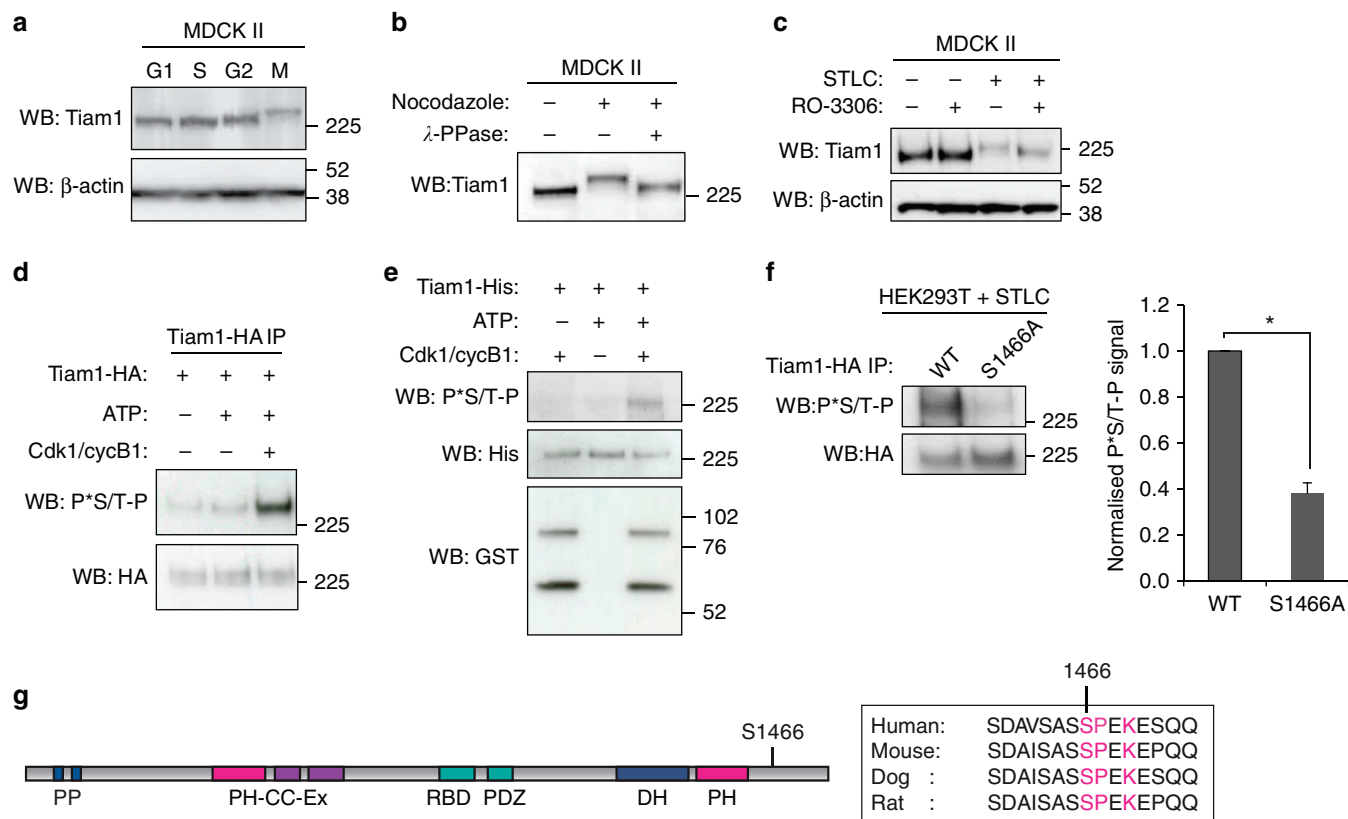 a
MDCK II
G1 S G2 M
WB: Tiam1
225
WB: β-actin
52
38
b
MDCK II
Nocodazole: – + +
λ-PPase: – – +
WB:Tiam1
225
c
MDCK II
STLC: – – + +
RO-3306: – + – +
WB: Tiam1
225
WB: β-actin
52
38
d
Tiam1-HA IP
Tiam1-HA: + + +
ATP: – + +
Cdk1/cycB1: – – +
WB: P*S/T-P
225
WB: HA
225
e
Tiam1-His: + + +
ATP: – + +
Cdk1/cycB1: + – +
WB: P*S/T-P
225
WB: His
225
WB: GST
102
76
52
f
HEK293T + STLC
Tiam1-HA IP: WT S1466A
WB:P*S/T-P
225
WB:HA
225
Normalised P*S/T-P signal
1.2
1.0
0.8
0.6
0.4
0.2
0.0
*
WT S1466A
g
S1466
PP PH-CC-Ex RBD PDZ DH PH
1466
Human: SDAVSASSPEKESQQ
Mouse: SDAISASSPEKEPQQ
Dog : SDAISASSPEKESQQ
Rat : SDAISASSPEKEPQQ